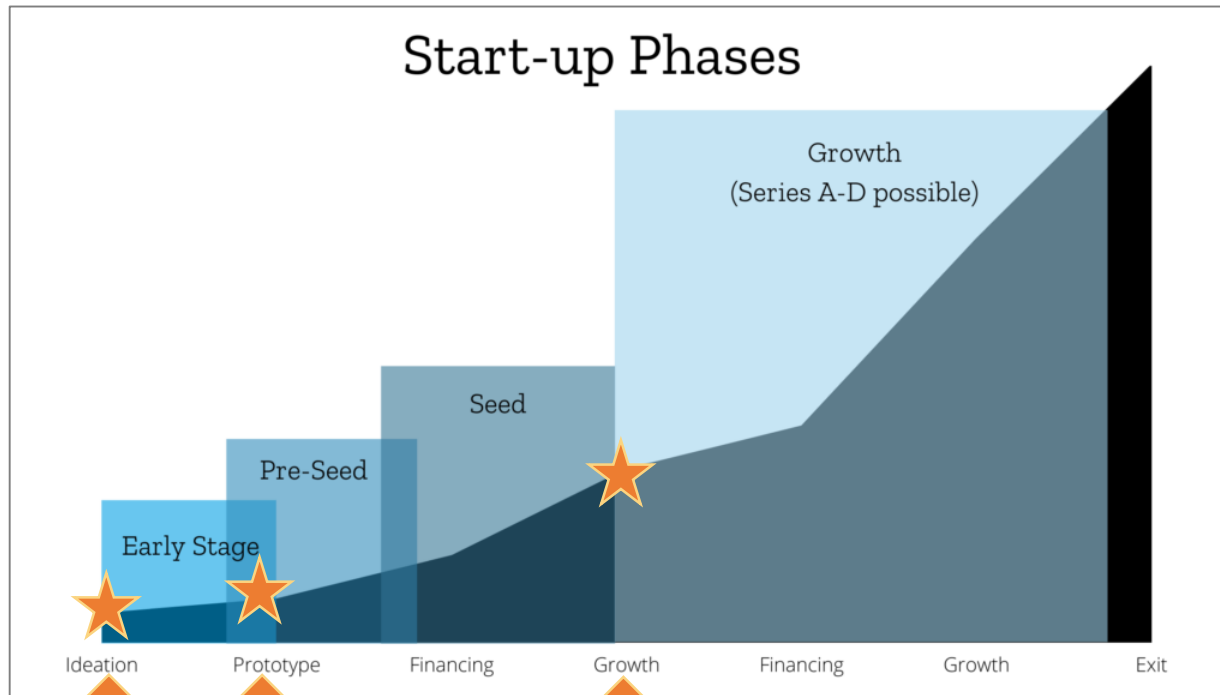 Start-up Phases
Growth
(Series A-D possible)
Seed
Pre-Seed
Early Stage
Ideation Prototype Financing Growth Financing Growth Exit